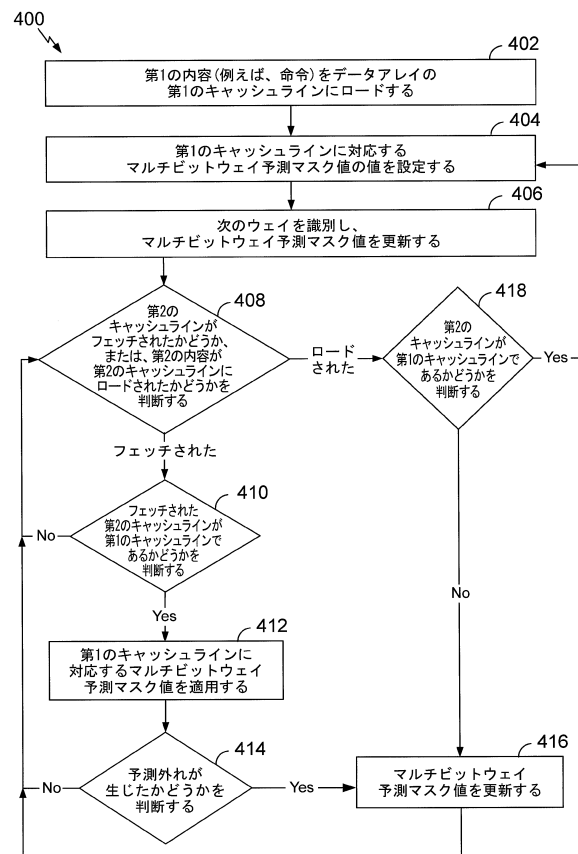 400
402
第1の内容(例えば、命令)をデータアレイの
第1のキャッシュラインにロードする
404
第1のキャッシュラインに対応する
マルチビットウェイ予測マスク値の値を設定する
406
次のウェイを識別し、
マルチビットウェイ予測マスク値を更新する
408
第2の
キャッシュラインが
フェッチされたかどうか、
または、第2の内容が
第2のキャッシュラインに
ロードされたかどうかを
判断する
ロード
された
418
第2の
キャッシュラインが
第1のキャッシュラインで
あるかどうかを
判断する
Yes
フェッチされた
410
フェッチされた
第2のキャッシュラインが
第1のキャッシュラインで
あるかどうかを
判断する
No
Yes
No
412
第1のキャッシュラインに
対応するマルチビットウェイ
予測マスク値を適用する
414
予測外れが
生じたかどうかを
判断する
No
Yes
416
マルチビットウェイ
予測マスク値を更新する